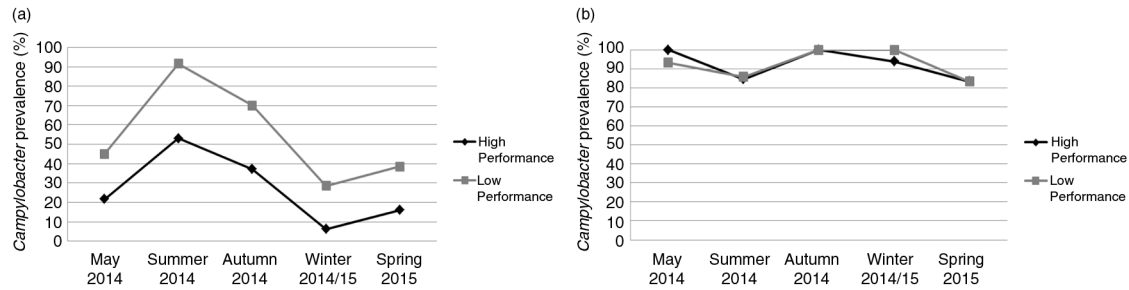 (a)
Campylobacter prevalence (%)
100
90
80
70
60
50
40
30
20
10
0
May
2014
Summer
2014
Autumn
2014
Winter
2014/15
Spring
2015
High
Performance
Low
Performance
(b)
Campylobacter prevalence (%)
100
90
80
70
60
50
40
30
20
10
0
May
2014
Summer
2014
Autumn
2014
Winter
2014/15
Spring
2015
High
Performance
Low
Performance